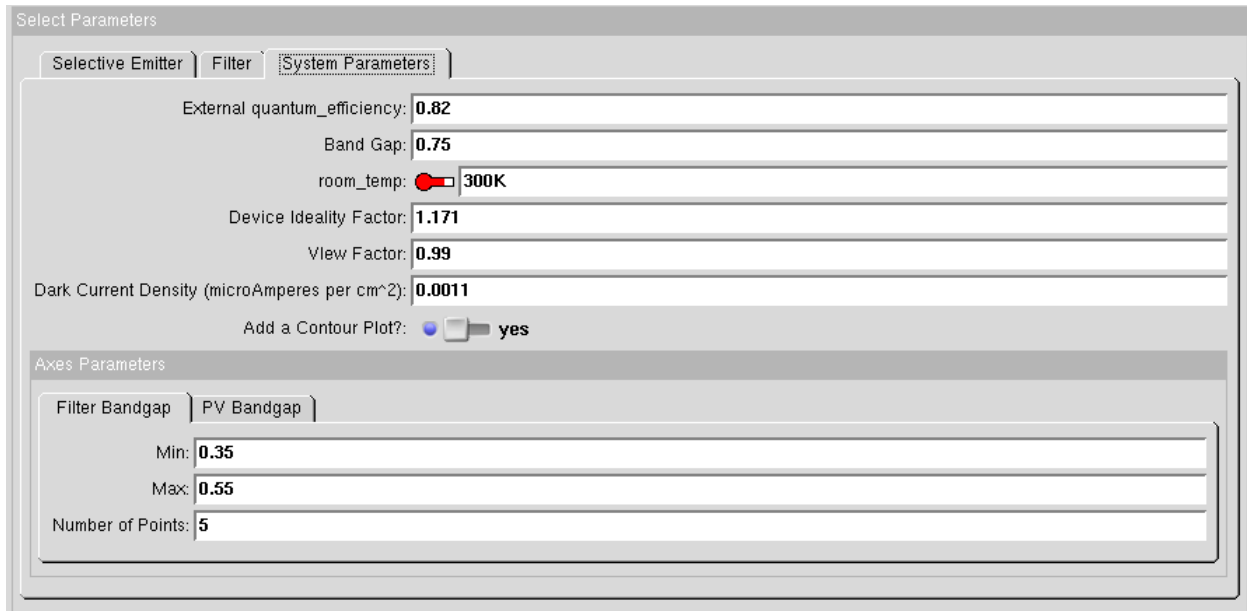 Select Parameters
Selective Emitter Filter System Parameters
External quantum_efficiency: 0.82
Band Gap: 0.75
room_temp: 300K
Device Ideality Factor: 1.171
VIew Factor: 0.99
Dark Current Density (microAmperes per cm^2): 0.0011
Add a Contour Plot?: yes
Axes Parameters
Filter Bandgap PV Bandgap
Min: 0.35
Max: 0.55
Number of Points: 5